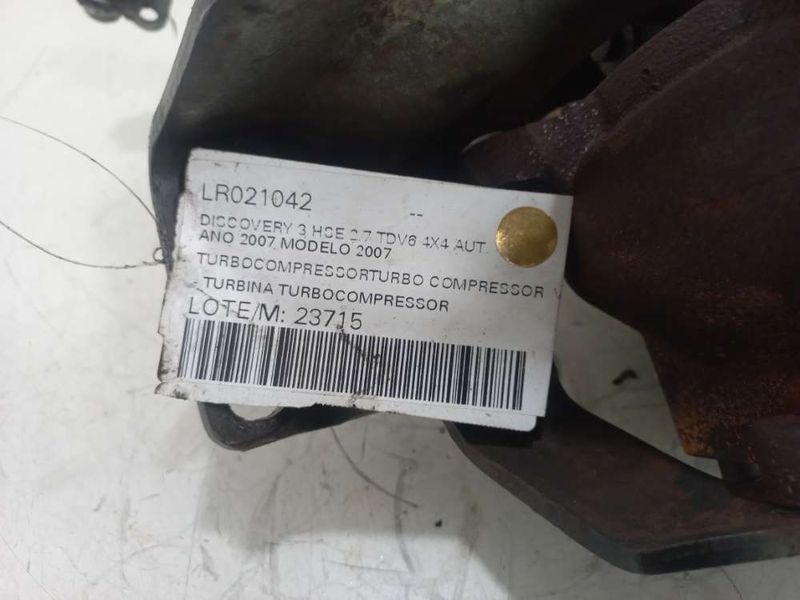 LR021042
--
DISCOVERY 3 HSE 2.7 TDV6 4X4 AUT.
ANO 2007 MODELO 2007
TURBOCOMPRESSORTURBO COMPRESSOR
- TURBINA TURBOCOMPRESSOR
LOTE/M: 23715